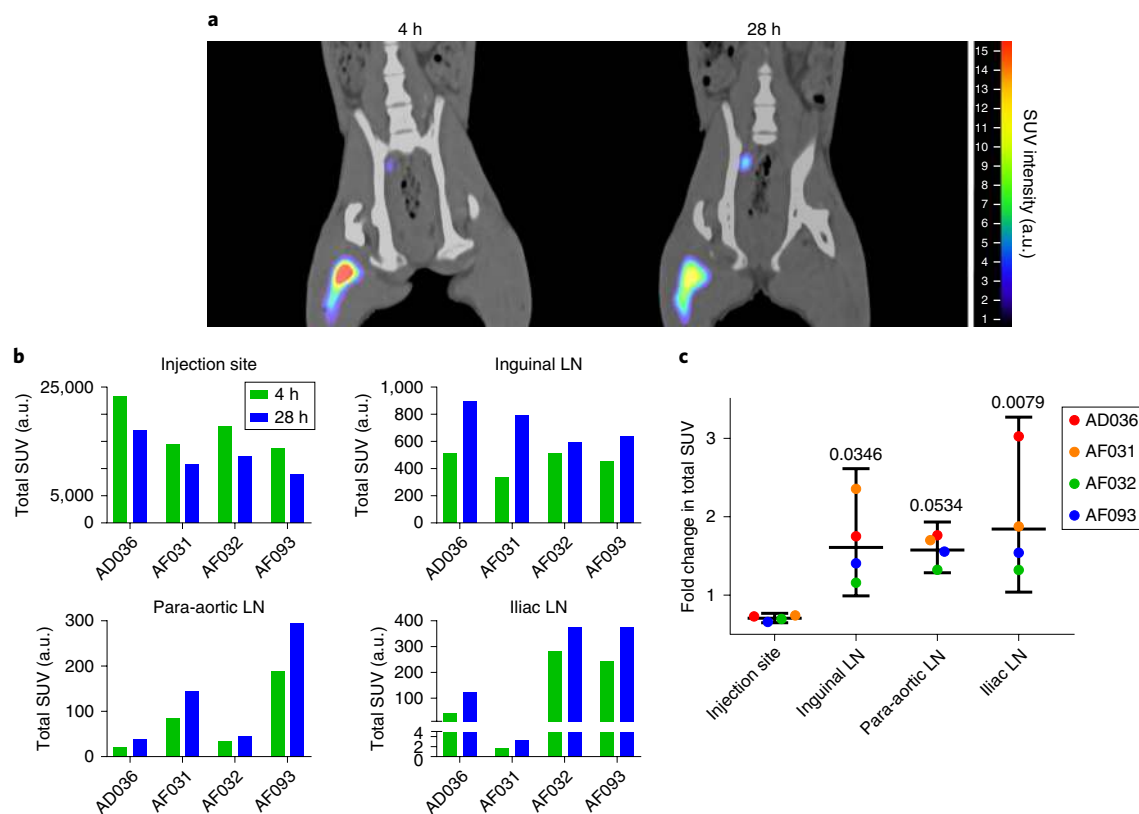 a
4 h
28 h
15
14
13
12
11
10
9
8
7
6
5
4
3
2
1
SUV intensity (a.u.)
b
Injection site
Total SUV (a.u.)
25,000
5,000
0
4 h
28 h
AD036
AF031
AF032
AF093
Inguinal LN
Total SUV (a.u.)
1,000
800
600
400
200
0
AD036
AF031
AF032
AF093
Para-aortic LN
Total SUV (a.u.)
300
200
100
0
AD036
AF031
AF032
AF093
Iliac LN
Total SUV (a.u.)
400
300
200
100
4
2
0
AD036
AF031
AF032
AF093
c
Fold change in total SUV
3
2
1
0.0346
0.0534
0.0079
Injection site
Inguinal LN
Para-aortic LN
Iliac LN
AD036
AF031
AF032
AF093